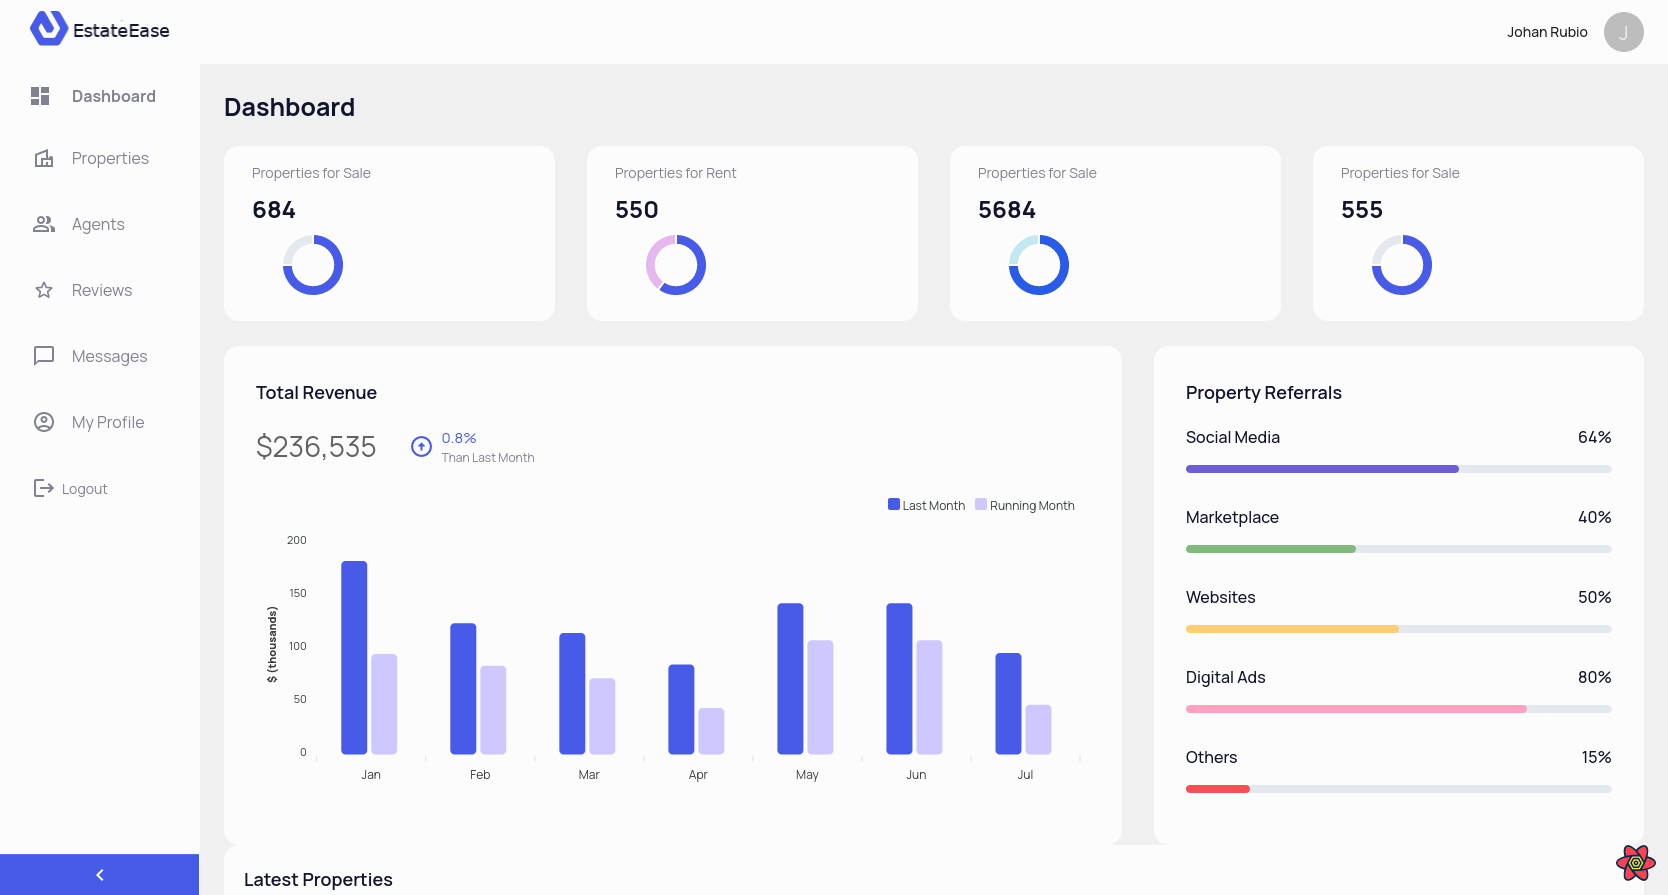 EstateEase
Johan Rubio
J
Dashboard
Properties
Agents
Reviews
Messages
My Profile
Logout
Dashboard
Properties for Sale
684
Properties for Rent
550
Properties for Sale
5684
Properties for Sale
555
Total Revenue
$236,535
0.8%
Than Last Month
Last Month
Running Month
$ (thousands)
200
150
100
50
0
Jan
Feb
Mar
Apr
May
Jun
Jul
Property Referrals
Social Media
64%
Marketplace
40%
Websites
50%
Digital Ads
80%
Others
15%
Latest Properties